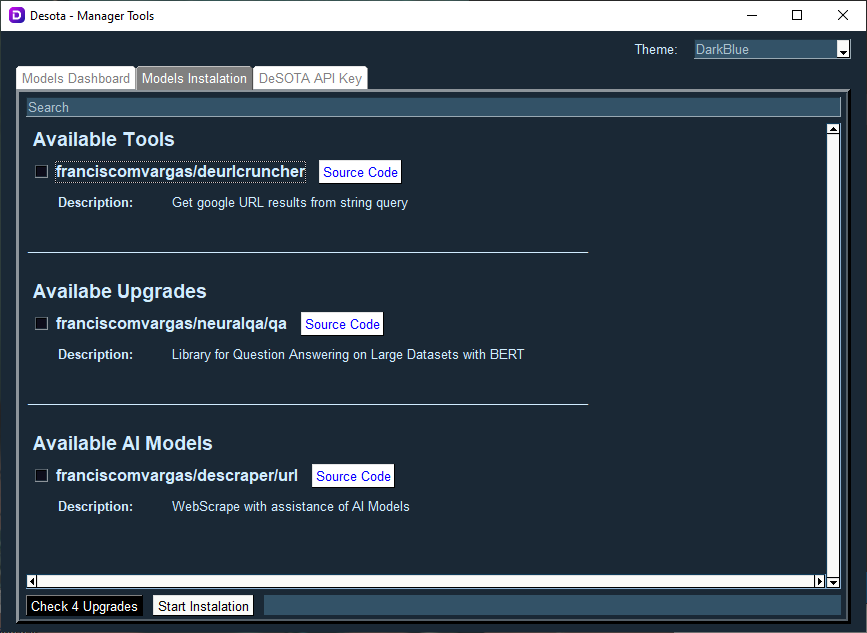 Desota - Manager Tools
Theme: DarkBlue
Models Dashboard Models Instalation DeSOTA API Key
Search
Available Tools
franciscomvargas/deurlcruncher Source Code
Description: Get google URL results from string query
Availabe Upgrades
franciscomvargas/neuralqa/qa Source Code
Description: Library for Question Answering on Large Datasets with BERT
Available AI Models
franciscomvargas/descraper/url Source Code
Description: WebScrape with assistance of AI Models
Check 4 Upgrades Start Instalation